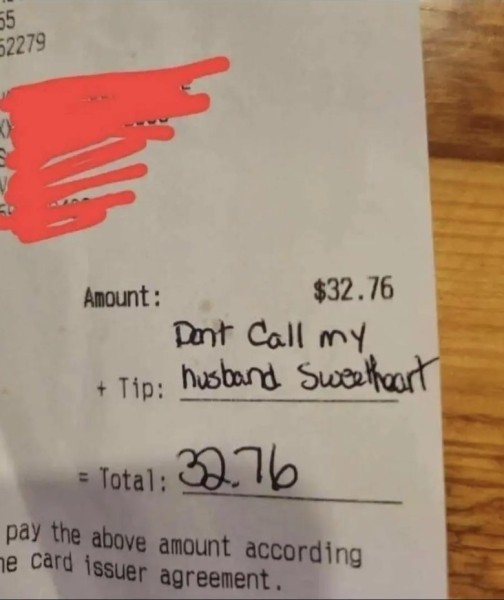 55
52279
Amount: $32.76
Dont Call my
+ Tip: husband Sweetheart
= Total: 32.76
pay the above amount according
card issuer agreement.